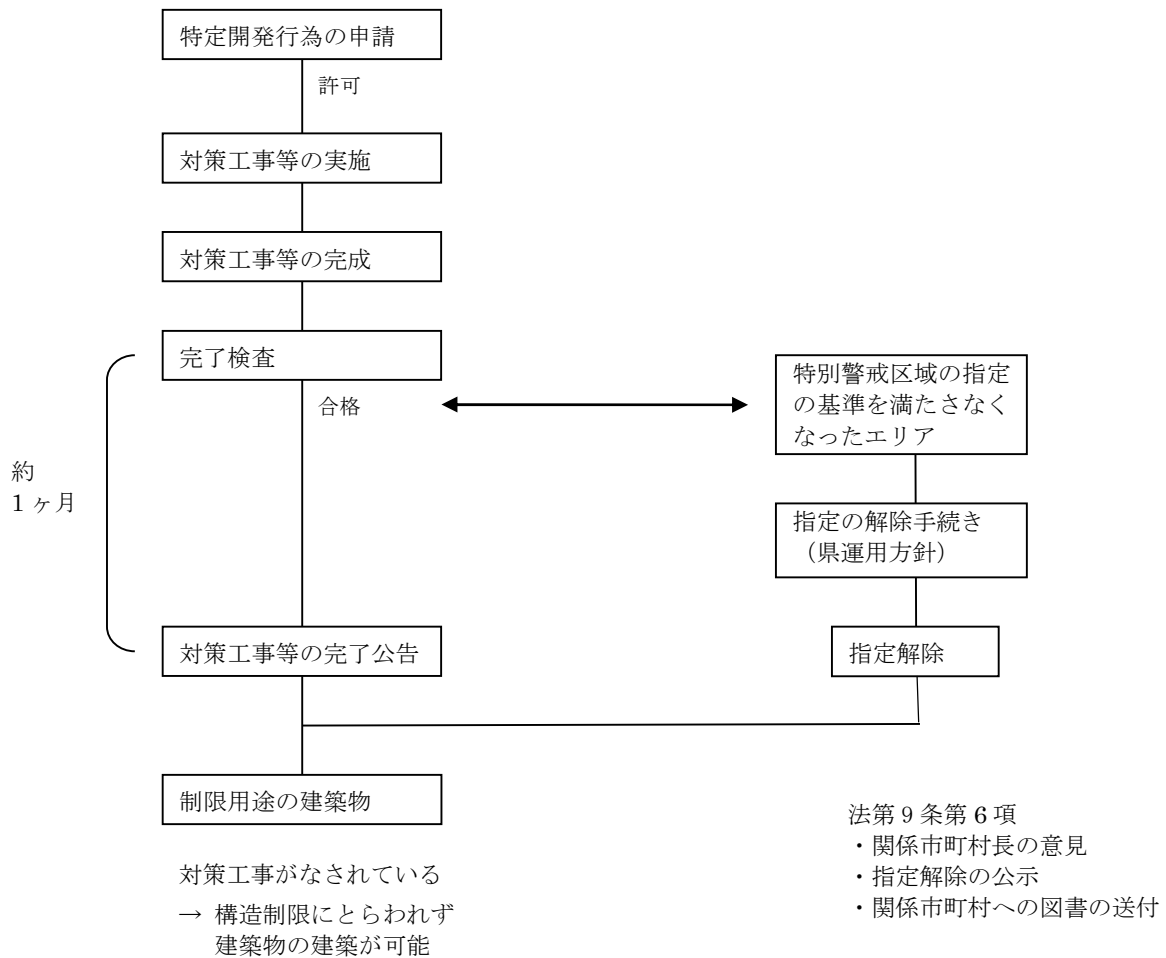 特定開発行為の申請
許可
対策工事等の実施
対策工事等の完成
完了検査
合格
約
1ヶ月
特別警戒区域の指定
の基準を満たさなく
なったエリア
指定の解除手続き
（県運用方針）
対策工事等の完了公告
指定解除
制限用途の建築物
対策工事がなされている
→ 構造制限にとらわれず
建築物の建築が可能
法第9条第6項
・関係市町村長の意見
・指定解除の公示
・関係市町村への図書の送付